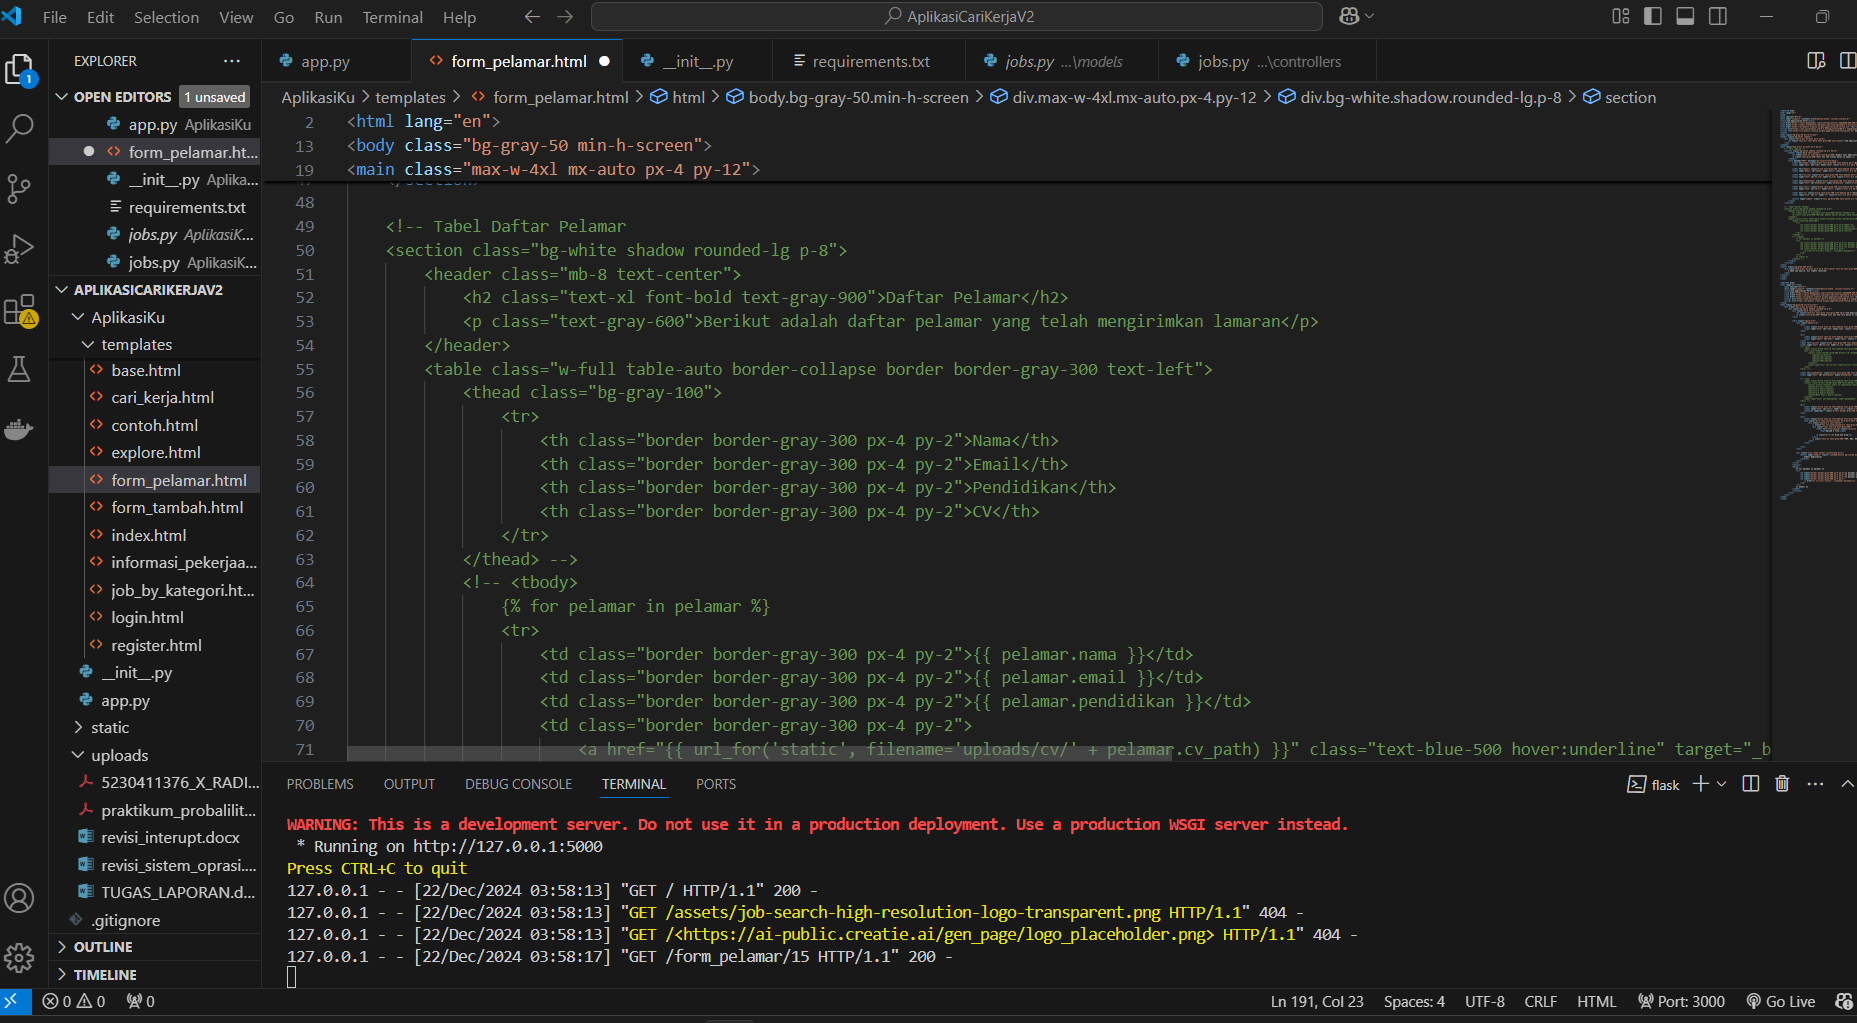 File Edit Selection View Go Run Terminal Help
AplikasiCariKerjaV2
EXPLORER
app.py
form_pelamar.html
__init__.py
requirements.txt
jobs.py ...\models
jobs.py ...\controllers
OPEN EDITORS 1 unsaved
app.py AplikasiKu
form_pelamar.ht...
__init__.py Aplika...
requirements.txt
jobs.py AplikasiK...
jobs.py AplikasiK...
APLIKASICARIKERJAV2
AplikasiKu
templates
base.html
cari_kerja.html
contoh.html
explore.html
form_pelamar.html
form_tambah.html
index.html
informasi_pekerjaa...
job_by_kategori.ht...
login.html
register.html
__init__.py
app.py
static
uploads
5230411376_X_RADI...
praktikum_probalilit...
revisi_interupt.docx
revisi_sistem_oprasi....
TUGAS_LAPORAN.d...
.gitignore
OUTLINE
TIMELINE
1
AplikasiKu > templates > form_pelamar.html > html > body.bg-gray-50.min-h-screen > div.max-w-4xl.mx-auto.px-4.py-12 > div.bg-white.shadow.rounded-lg.p-8 > section
2 <html lang="en">
13 <body class="bg-gray-50 min-h-screen">
19 <main class="max-w-4xl mx-auto px-4 py-12">
48
49 <!-- Tabel Daftar Pelamar
50 <section class="bg-white shadow rounded-lg p-8">
51 <header class="mb-8 text-center">
52 <h2 class="text-xl font-bold text-gray-900">Daftar Pelamar</h2>
53 <p class="text-gray-600">Berikut adalah daftar pelamar yang telah mengirimkan lamaran</p>
54 </header>
55 <table class="w-full table-auto border-collapse border border-gray-300 text-left">
56 <thead class="bg-gray-100">
57 <tr>
58 <th class="border border-gray-300 px-4 py-2">Nama</th>
59 <th class="border border-gray-300 px-4 py-2">Email</th>
60 <th class="border border-gray-300 px-4 py-2">Pendidikan</th>
61 <th class="border border-gray-300 px-4 py-2">CV</th>
62 </tr>
63 </thead> -->
64 <!-- <tbody>
65 {% for pelamar in pelamar %}
66 <tr>
67 <td class="border border-gray-300 px-4 py-2">{{ pelamar.nama }}</td>
68 <td class="border border-gray-300 px-4 py-2">{{ pelamar.email }}</td>
69 <td class="border border-gray-300 px-4 py-2">{{ pelamar.pendidikan }}</td>
70 <td class="border border-gray-300 px-4 py-2">
71 <a href="{{ url_for('static', filename='uploads/cv/' + pelamar.cv_path) }}" class="text-blue-500 hover:underline" target="_b
PROBLEMS OUTPUT DEBUG CONSOLE TERMINAL PORTS
flask
WARNING: This is a development server. Do not use it in a production deployment. Use a production WSGI server instead.
* Running on http://127.0.0.1:5000
Press CTRL+C to quit
127.0.0.1 - - [22/Dec/2024 03:58:13] "GET / HTTP/1.1" 200 -
127.0.0.1 - - [22/Dec/2024 03:58:13] "GET /assets/job-search-high-resolution-logo-transparent.png HTTP/1.1" 404 -
127.0.0.1 - - [22/Dec/2024 03:58:13] "GET /<https://ai-public.creatie.ai/gen_page/logo_placeholder.png> HTTP/1.1" 404 -
127.0.0.1 - - [22/Dec/2024 03:58:17] "GET /form_pelamar/15 HTTP/1.1" 200 -
0 0 0
Ln 191, Col 23 Spaces: 4 UTF-8 CRLF HTML Port: 3000 Go Live